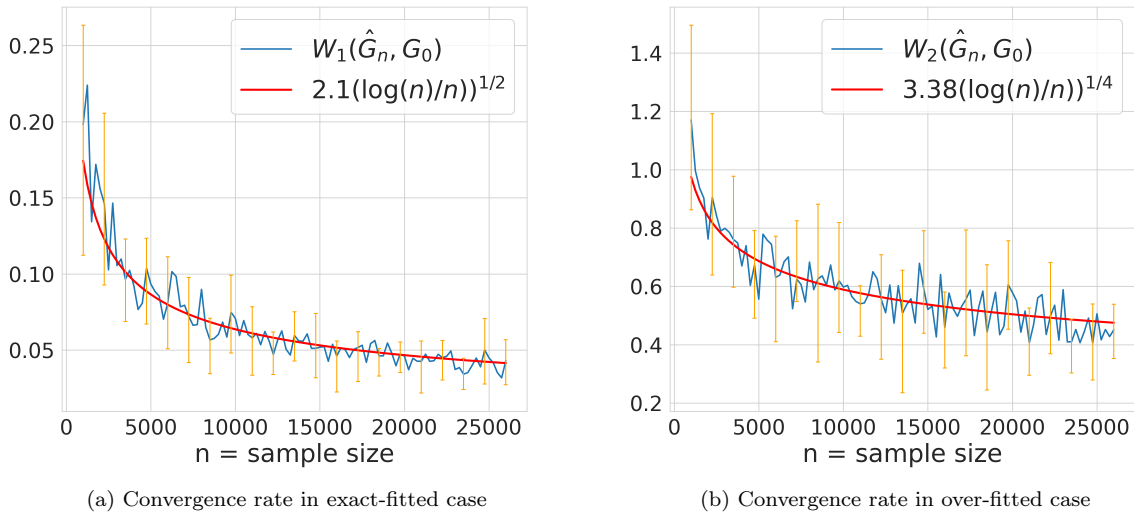 0.25
0.20
0.15
0.10
0.05
0 5000 10000 15000 20000 25000
n = sample size
W₁(Ĝₙ, G₀)
2.1(log(n)/n))^{1/2}
(a) Convergence rate in exact-fitted case
1.4
1.2
1.0
0.8
0.6
0.4
0.2
0 5000 10000 15000 20000 25000
n = sample size
W₂(Ĝₙ, G₀)
3.38(log(n)/n))^{1/4}
(b) Convergence rate in over-fitted case